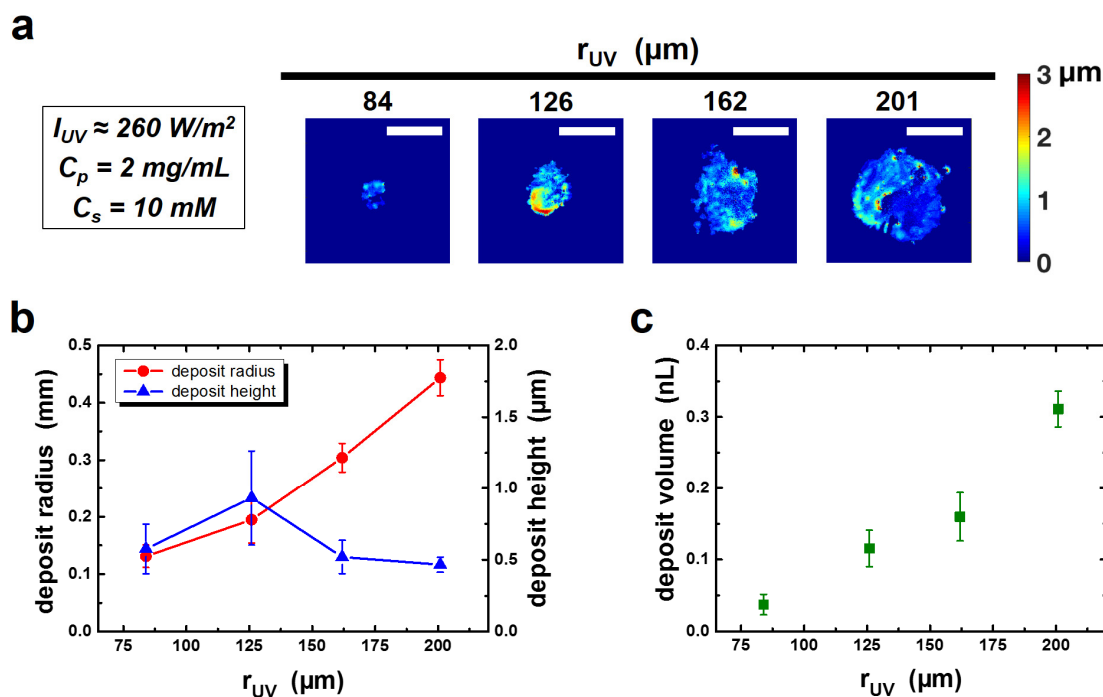 a
r_UV (µm)
84 126 162 201
I_UV ≈ 260 W/m²
C_p = 2 mg/mL
C_s = 10 mM
3 µm
2
1
0
b
deposit radius
deposit height
0.5
0.4
0.3
0.2
0.1
0.0
deposit radius (mm)
2.0
1.5
1.0
0.5
0.0
deposit height (µm)
75 100 125 150 175 200
r_UV (µm)
c
0.4
0.3
0.2
0.1
0.0
deposit volume (nL)
75 100 125 150 175 200
r_UV (µm)